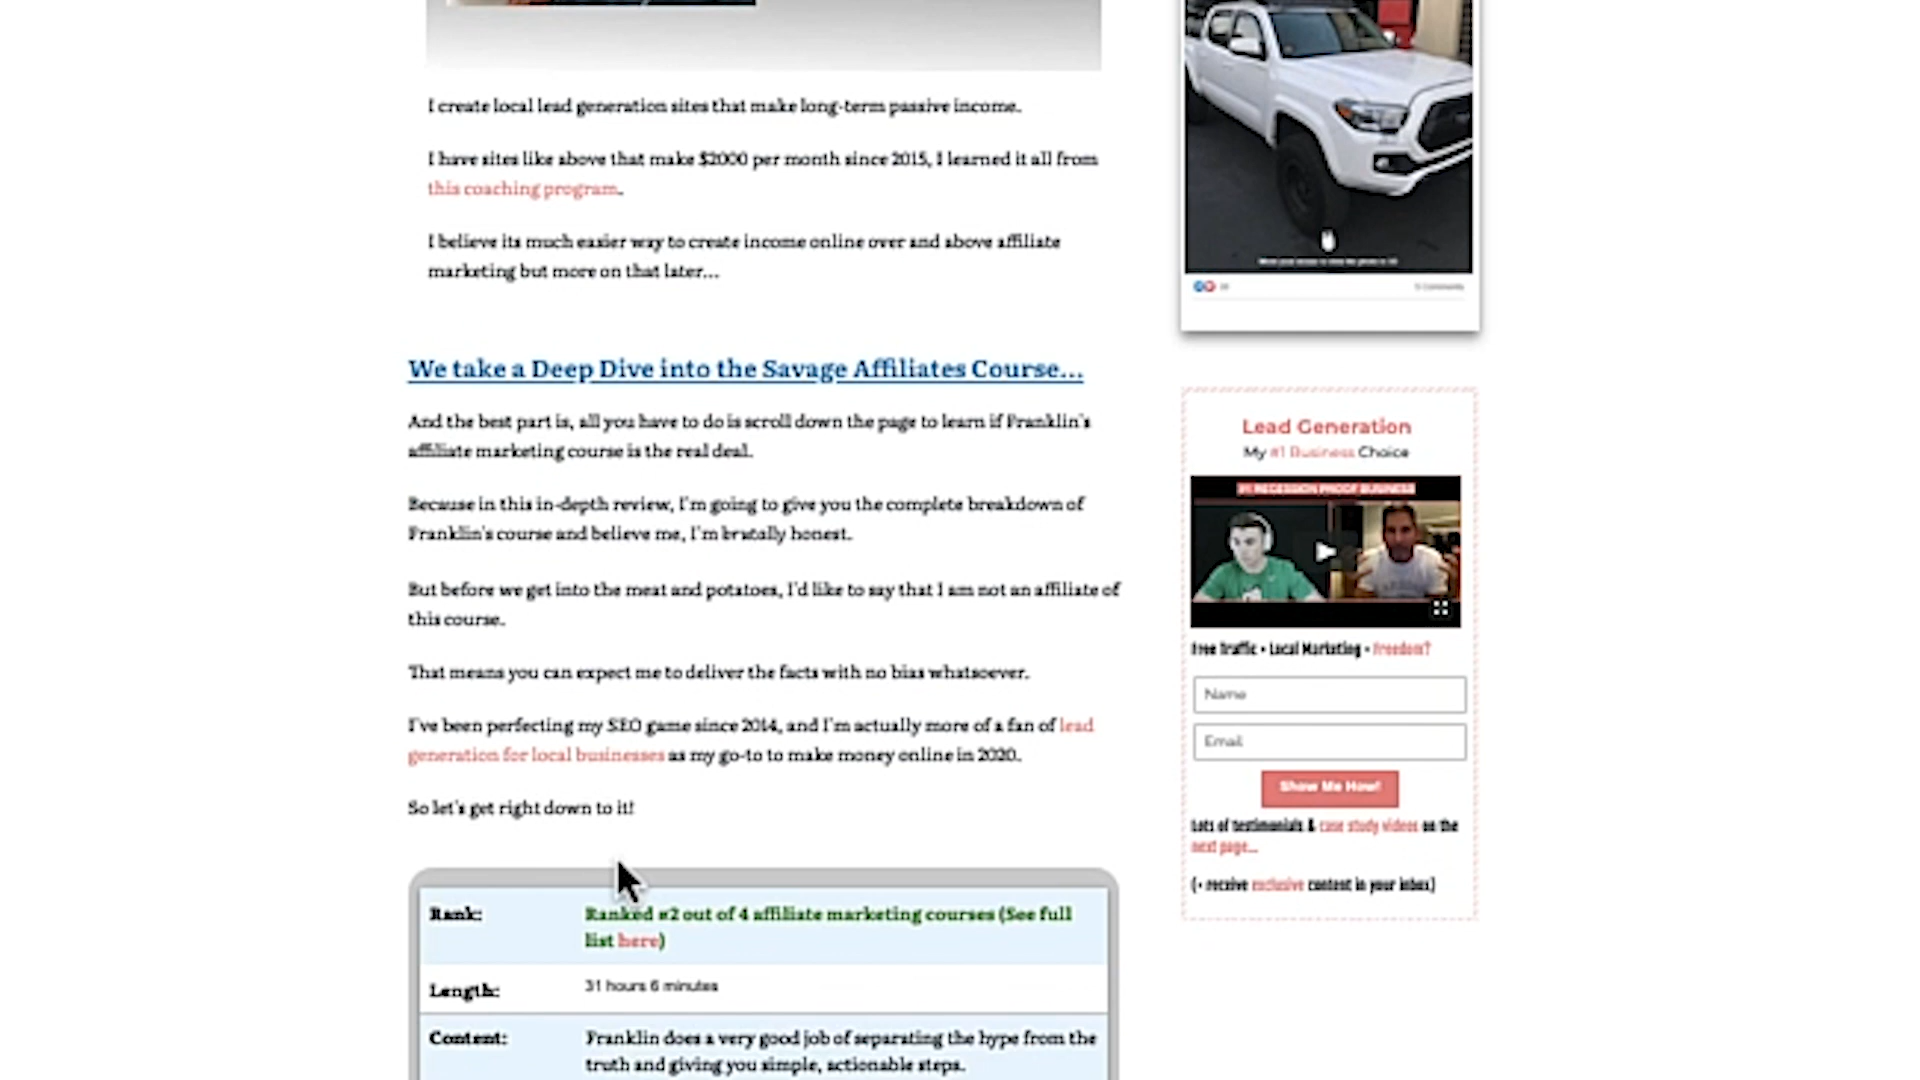 I create local lead generation sites that make long-term passive income.
I have sites like above that make $2000 per month since 2015, I learned it all from
this coaching program.
I believe its much easier way to create income online over and above affiliate
marketing but more on that later...
We take a Deep Dive into the Savage Affiliates Course...
And the best part is, all you have to do is scroll down the page to learn if Franklin's
affiliate marketing course is the real deal.
Because in this in-depth review, I'm going to give you the complete breakdown of
Franklin's course and believe me, I'm brutally honest.
But before we get into the meat and potatoes, I'd like to say that I am not an affiliate of
this course.
That means you can expect me to deliver the facts with no bias whatsoever.
I've been perfecting my SEO game since 2014, and I'm actually more of a fan of lead
generation for local businesses as my go-to to make money online in 2020.
So let's get right down to it!
Rank:
Ranked #2 out of 4 affiliate marketing courses (See full
list here)
Length:
31 hours 6 minutes
Content:
Franklin does a very good job of separating the hype from the
truth and giving you simple, actionable steps.
5 Comments
Lead Generation
My #1 Business Choice
#1 RECESSION PROOF BUSINESS
Free Traffic + Local Marketing = Freedom?
Name
Email
Show Me How!
Lots of testimonials & case study videos on the
next page...
(+ receive exclusive content in your inbox)